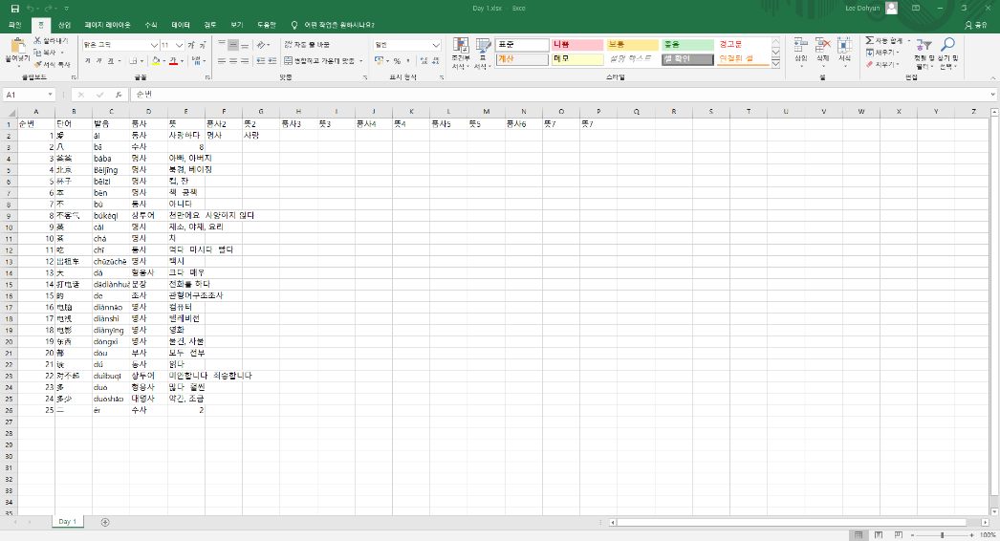 Day 1.xlsx - Excel
Lee Dohyun
파일 홈 삽입 페이지 레이아웃 수식 데이터 검토 보기 도움말 어떤 작업을 원하시나요? 공유
붙여넣기 잘라내기 복사 서식 복사 클립보드
맑은 고딕 11 가 가 가 가 글꼴
자동 줄 바꿈 병합하고 가운데 맞춤 맞춤
일반 % 표시 형식
조건부 서식 표 서식 표준 나쁨 보통 좋음 경고문
계산 메모 설명 텍스트 셀 확인 연결된 셀 스타일
삽입 삭제 서식 셀
자동 합계 채우기 지우기 정렬 및 필터 찾기 및 선택 편집
A1 fx 순번
A B C D E F G H I J K L M N O P Q R S T U V W X Y Z
1 순번 단어 발음 품사 뜻 품사2 뜻2 품사3 뜻3 품사4 뜻4 품사5 뜻5 품사6 뜻7 뜻7
2 1 爱 ài 동사 사랑하다 명사 사랑
3 2 八 bā 수사 8
4 3 爸爸 bàba 명사 아빠, 아버지
5 4 北京 Běijīng 명사 북경, 베이징
6 5 杯子 bēizi 명사 컵, 잔
7 6 本 běn 명사 책 공책
8 7 不 bù 동사 아니다
9 8 不客气 búkèqi 상투어 천만에요 사양하지 않다
10 9 菜 cài 명사 채소, 야채, 요리
11 10 茶 chá 명사 차
12 11 吃 chī 동사 먹다 마시다 빨다
13 12 出租车 chūzūchē 명사 택시
14 13 大 dà 형용사 크다 매우
15 14 打电话 dǎdiànhuà 문장 전화를 하다
16 15 的 de 조사 관형어구조조사
17 16 电脑 diànnǎo 명사 컴퓨터
18 17 电视 diànshì 명사 텔레비전
19 18 电影 diànyǐng 명사 영화
20 19 东西 dōngxi 명사 물건, 사물
21 20 都 dōu 부사 모두 전부
22 21 读 dú 동사 읽다
23 22 对不起 duìbuqǐ 상투어 미안합니다 죄송합니다
24 23 多 duō 형용사 많다 훨씬
25 24 多少 duōshǎo 대명사 약간, 조금
26 25 二 èr 수사 2
27
28
29
30
31
32
33
34
35
Day 1
100%